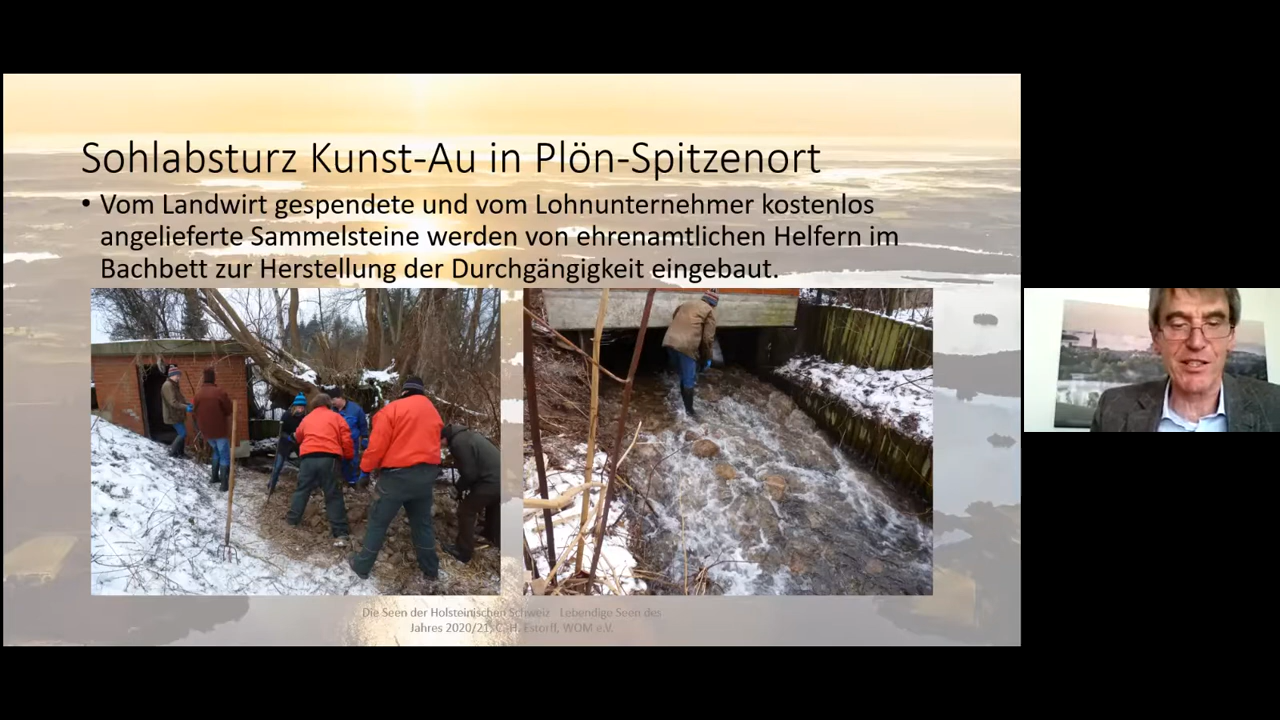 Sohlabsturz Kunst-Au in Plön-Spitzenort
• Vom Landwirt gespendete und vom Lohnunternehmer kostenlos
angelieferte Sammelsteine werden von ehrenamtlichen Helfern im
Bachbett zur Herstellung der Durchgängigkeit eingebaut.
Die Seen der Holsteinischen Schweiz Lebendige Seen des
Jahres 2020/21, C.-H. Estorff, WOM e.V.